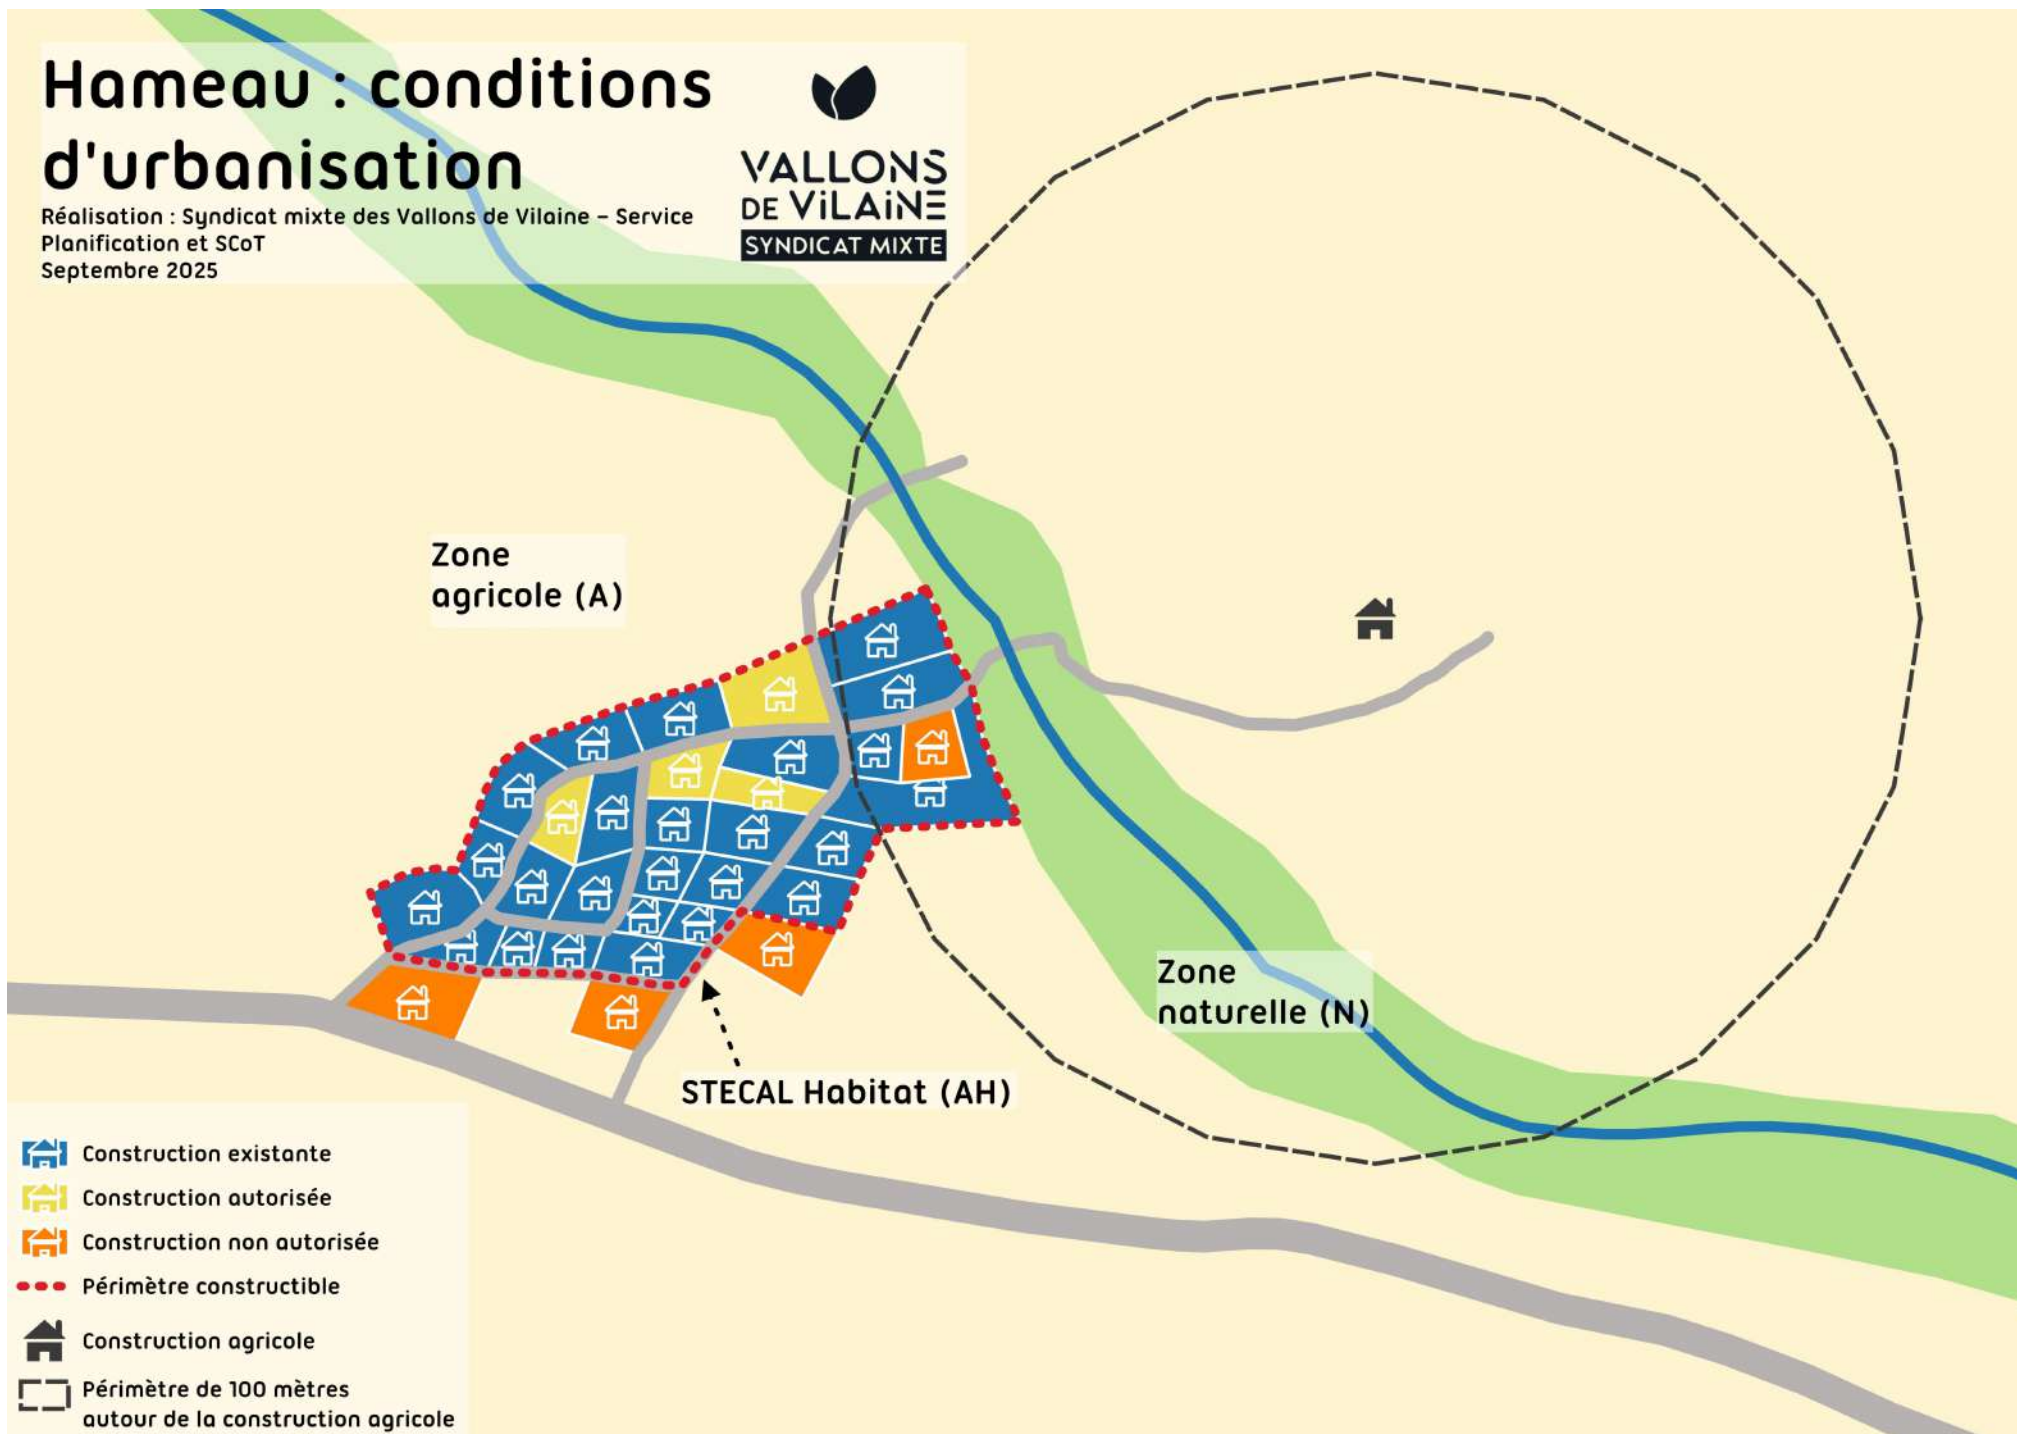 Hameau : conditions
d'urbanisation
Réalisation : Syndicat mixte des Vallons de Vilaine – Service
Planification et SCoT
Septembre 2025
VALLONS
DE ViLAiNE
SYNDICAT MIXTE
Zone
agricole (A)
Zone
naturelle (N)
STECAL Habitat (AH)
Construction existante
Construction autorisée
Construction non autorisée
Périmètre constructible
Construction agricole
Périmètre de 100 mètres
autour de la construction agricole